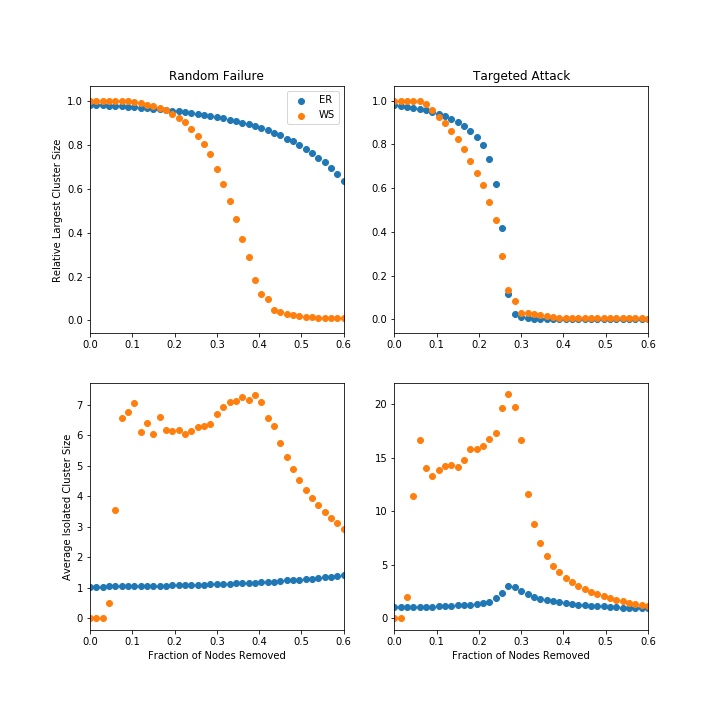 Random Failure
Targeted Attack
Relative Largest Cluster Size
1.0
0.8
0.6
0.4
0.2
0.0
ER
WS
0.0 0.1 0.2 0.3 0.4 0.5 0.6
1.0
0.8
0.6
0.4
0.2
0.0
0.0 0.1 0.2 0.3 0.4 0.5 0.6
Average Isolated Cluster Size
7
6
5
4
3
2
1
0
0.0 0.1 0.2 0.3 0.4 0.5 0.6
Fraction of Nodes Removed
20
15
10
5
0
0.0 0.1 0.2 0.3 0.4 0.5 0.6
Fraction of Nodes Removed